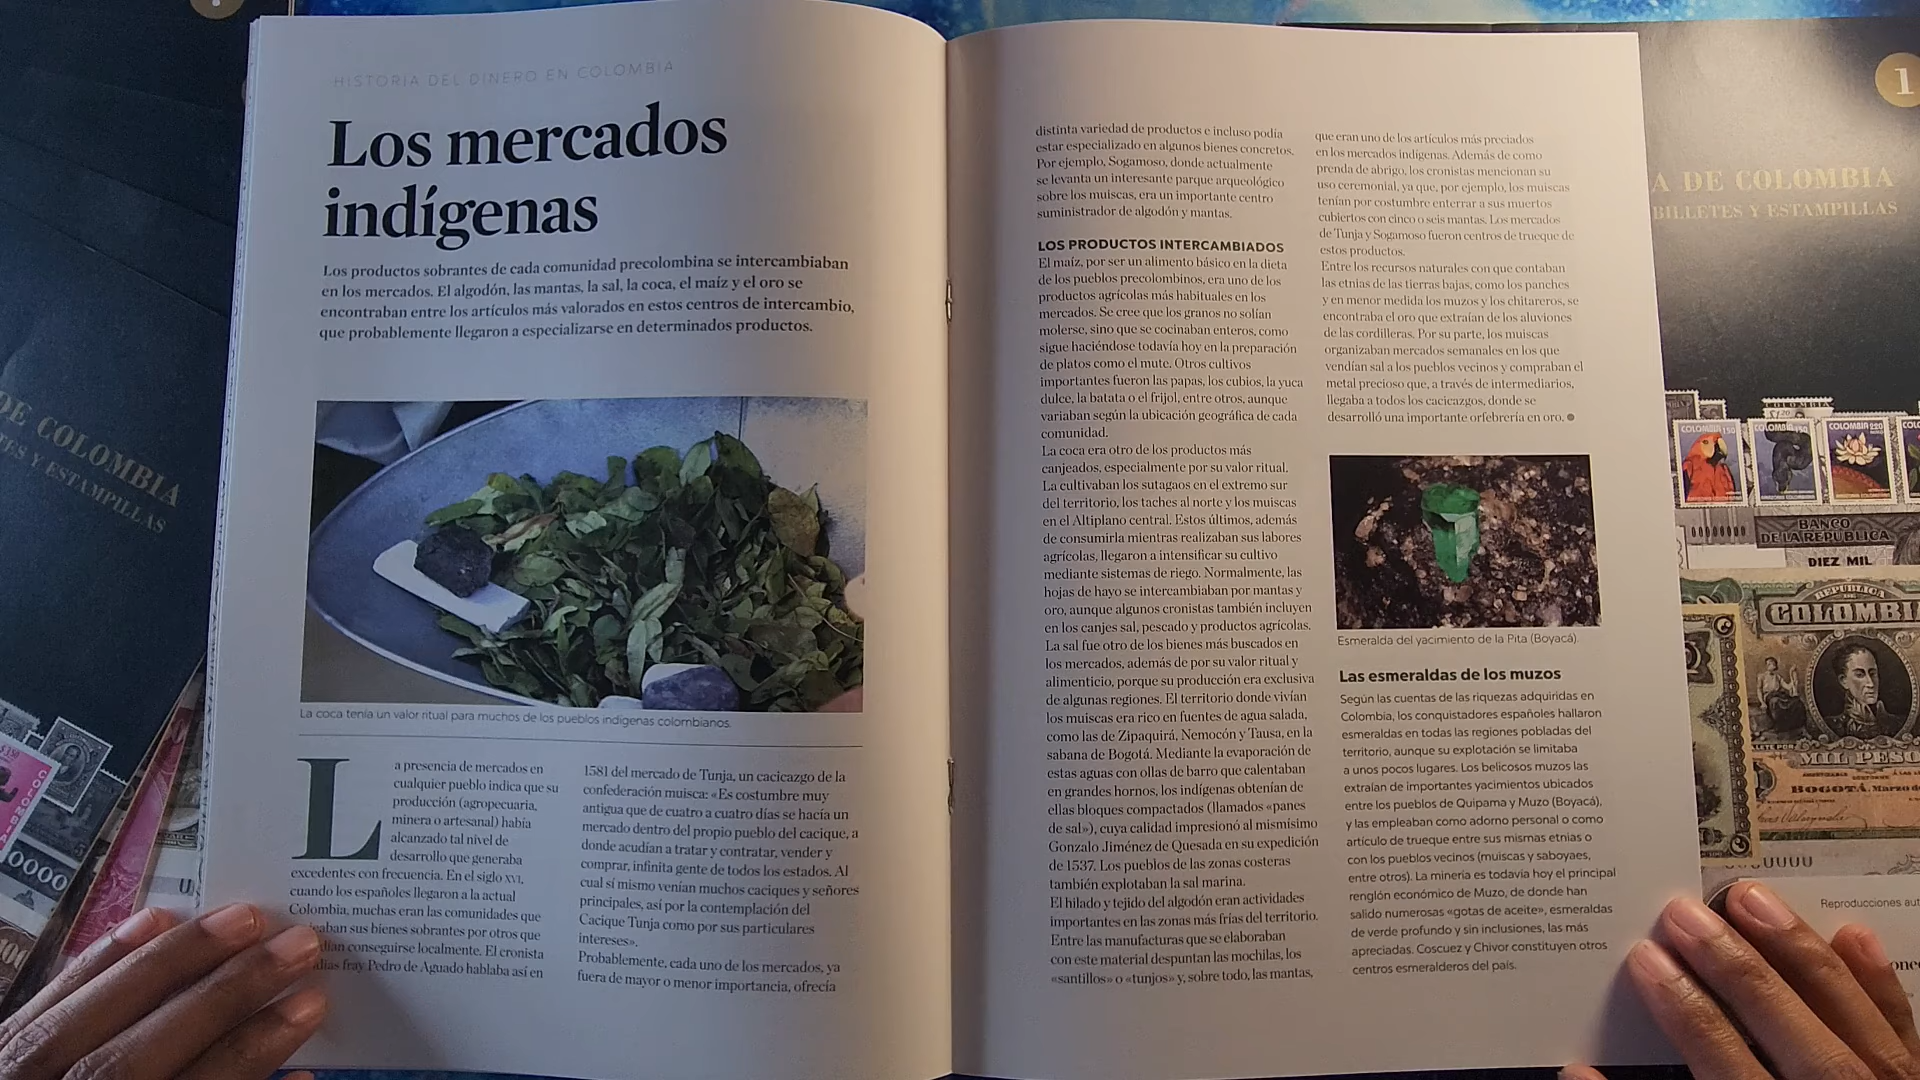 HISTORIA DEL DINERO EN COLOMBIA
Los mercados
indígenas
Los productos sobrantes de cada comunidad precolombina se intercambiaban
en los mercados. El algodón, las mantas, la sal, la coca, el maíz y el oro se
encontraban entre los artículos más valorados en estos centros de intercambio,
que probablemente llegaron a especializarse en determinados productos.
La coca tenía un valor ritual para muchos de los pueblos indígenas colombianos.
La presencia de mercados en
cualquier pueblo indica que su
producción (agropecuaria,
minera o artesanal) había
alcanzado tal nivel de
desarrollo que generaba
excedentes con frecuencia. En el siglo XVI,
cuando los españoles llegaron a la actual
Colombia, muchas eran las comunidades que
sus bienes sobrantes por otros que
conseguirse localmente. El cronista
fray Pedro de Aguado hablaba así en
1581 del mercado de Tunja, un cacicazgo de la
confederación muisca: «Es costumbre muy
antigua que de cuatro a cuatro días se hacía un
mercado dentro del propio pueblo del cacique, a
donde acudían a tratar y contratar, vender y
comprar, infinita gente de todos los estados. Al
cual sí mismo venían muchos caciques y señores
principales, así por la contemplación del
Cacique Tunja como por sus particulares
intereses».
Probablemente, cada uno de los mercados, ya
fuera de mayor o menor importancia, ofrecía
distinta variedad de productos e incluso podía
estar especializado en algunos bienes concretos.
Por ejemplo, Sogamoso, donde actualmente
se levanta un interesante parque arqueológico
sobre los muiscas, era un importante centro
suministrador de algodón y mantas.
LOS PRODUCTOS INTERCAMBIADOS
El maíz, por ser un alimento básico en la dieta
de los pueblos precolombinos, era uno de los
productos agrícolas más habituales en los
mercados. Se cree que los granos no solían
molerse, sino que se cocinaban enteros, como
sigue haciéndose todavía hoy en la preparación
de platos como el mute. Otros cultivos
importantes fueron las papas, los cubios, la yuca
dulce, la batata o el frijol, entre otros, aunque
variaban según la ubicación geográfica de cada
comunidad.
La coca era otro de los productos más
canjeados, especialmente por su valor ritual.
La cultivaban los sutagaos en el extremo sur
del territorio, los taches al norte y los muiscas
en el Altiplano central. Estos últimos, además
de consumirla mientras realizaban sus labores
agrícolas, llegaron a intensificar su cultivo
mediante sistemas de riego. Normalmente, las
hojas de hayo se intercambiaban por mantas y
oro, aunque algunos cronistas también incluyen
en los canjes sal, pescado y productos agrícolas.
La sal fue otro de los bienes más buscados en
los mercados, además de por su valor ritual y
alimenticio, porque su producción era exclusiva
de algunas regiones. El territorio donde vivían
los muiscas era rico en fuentes de agua salada,
como las de Zipaquirá, Nemocón y Tausa, en la
sabana de Bogotá. Mediante la evaporación de
estas aguas con ollas de barro que calentaban
en grandes hornos, los indígenas obtenían de
ellas bloques compactados (llamados «panes
de sal»), cuya calidad impresionó al mismísimo
Gonzalo Jiménez de Quesada en su expedición
de 1537. Los pueblos de las zonas costeras
también explotaban la sal marina.
El hilado y tejido del algodón eran actividades
importantes en las zonas más frías del territorio.
Entre las manufacturas que se elaboraban
con este material despuntan las mochilas, los
«santillos» o «tunjos» y, sobre todo, las mantas,
que eran uno de los artículos más preciados
en los mercados indígenas. Además de como
prenda de abrigo, los cronistas mencionan su
uso ceremonial, ya que, por ejemplo, los muiscas
tenían por costumbre enterrar a sus muertos
cubiertos con cinco o seis mantas. Los mercados
de Tunja y Sogamoso fueron centros de trueque de
estos productos.
Entre los recursos naturales con que contaban
las etnias de las tierras bajas, como los panches
y en menor medida los muzos y los chitareros, se
encontraba el oro que extraían de los aluviones
de las cordilleras. Por su parte, los muiscas
organizaban mercados semanales en los que
vendían sal a los pueblos vecinos y compraban el
metal precioso que, a través de intermediarios,
llegaba a todos los cacicazgos, donde se
desarrolló una importante orfebrería en oro.
Esmeralda del yacimiento de la Pita (Boyacá).
Las esmeraldas de los muzos
Según las cuentas de las riquezas adquiridas en
Colombia, los conquistadores españoles hallaron
esmeraldas en todas las regiones pobladas del
territorio, aunque su explotación se limitaba
a unos pocos lugares. Los belicosos muzos las
extraían de importantes yacimientos ubicados
entre los pueblos de Quipama y Muzo (Boyacá),
y las empleaban como adorno personal o como
artículo de trueque entre sus mismas etnias o
con los pueblos vecinos (muiscas y saboyaes,
entre otros). La minería es todavía hoy el principal
renglón económico de Muzo, de donde han
salido numerosas «gotas de aceite», esmeraldas
de verde profundo y sin inclusiones, las más
apreciadas. Coscuez y Chivor constituyen otros
centros esmeralderos del país.
DE COLOMBIA
ES Y ESTAMPILLAS
COLOMBIA
0000
1
A DE COLOMBIA
BILLETES Y ESTAMPILLAS
COLOMBIA 150
COLOMBIA 150
COLOMBIA 220
00000000
BANCO
DE LA REPÚBLICA
DIEZ MIL
REPUBLICA
COLOMBI
MIL PESO
BOGOTÁ, Marzo de
Reproducciones aut